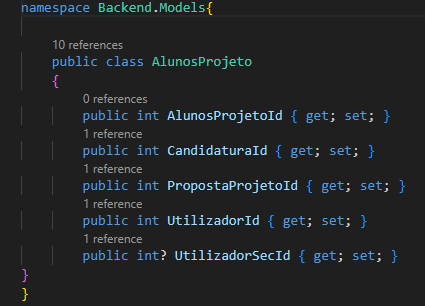 namespace Backend.Models{
10 references
public class AlunosProjeto
{
0 references
public int AlunosProjetoId { get; set; }
1 reference
public int CandidaturaId { get; set; }
1 reference
public int PropostaProjetoId { get; set; }
1 reference
public int UtilizadorId { get; set; }
1 reference
public int? UtilizadorSecId { get; set; }
}
}